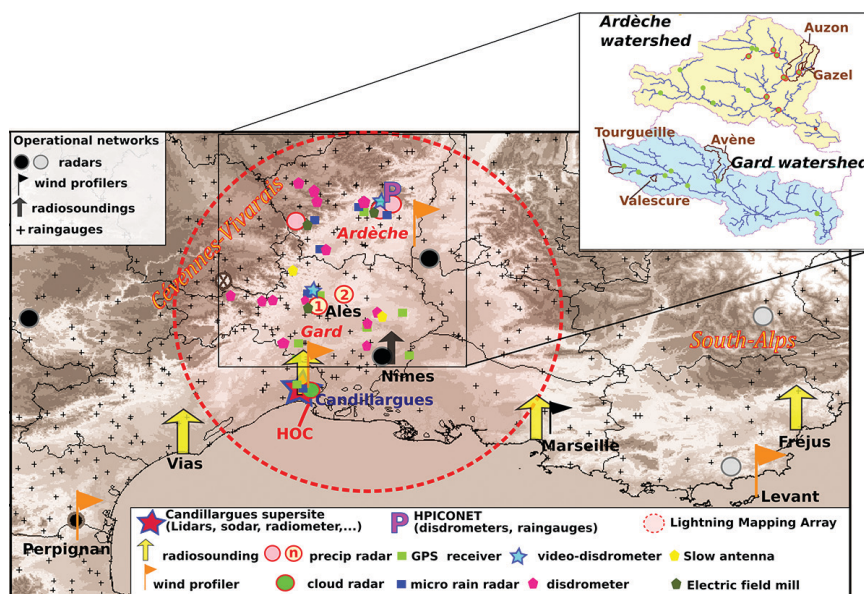 Ardèche
watershed
Auzon
Gazel
Tourgueille
Avène
Gard watershed
Valescure
Operational networks
radars
wind profilers
radiosoundings
raingauges
Cévennes-Vivarais
P
Ardèche
X
1
2
Alès
Gard
South-Alps
Nîmes
Candillargues
HOC
Vias
Marseille
Fréjus
Levant
Perpignan
Candillargues supersite
(Lidars, sodar, radiometer,...)
P HPICONET
(disdrometers, raingauges)
Lightning Mapping Array
radiosounding n precip radar GPS receiver video-disdrometer Slow antenna
wind profiler cloud radar micro rain radar disdrometer Electric field mill